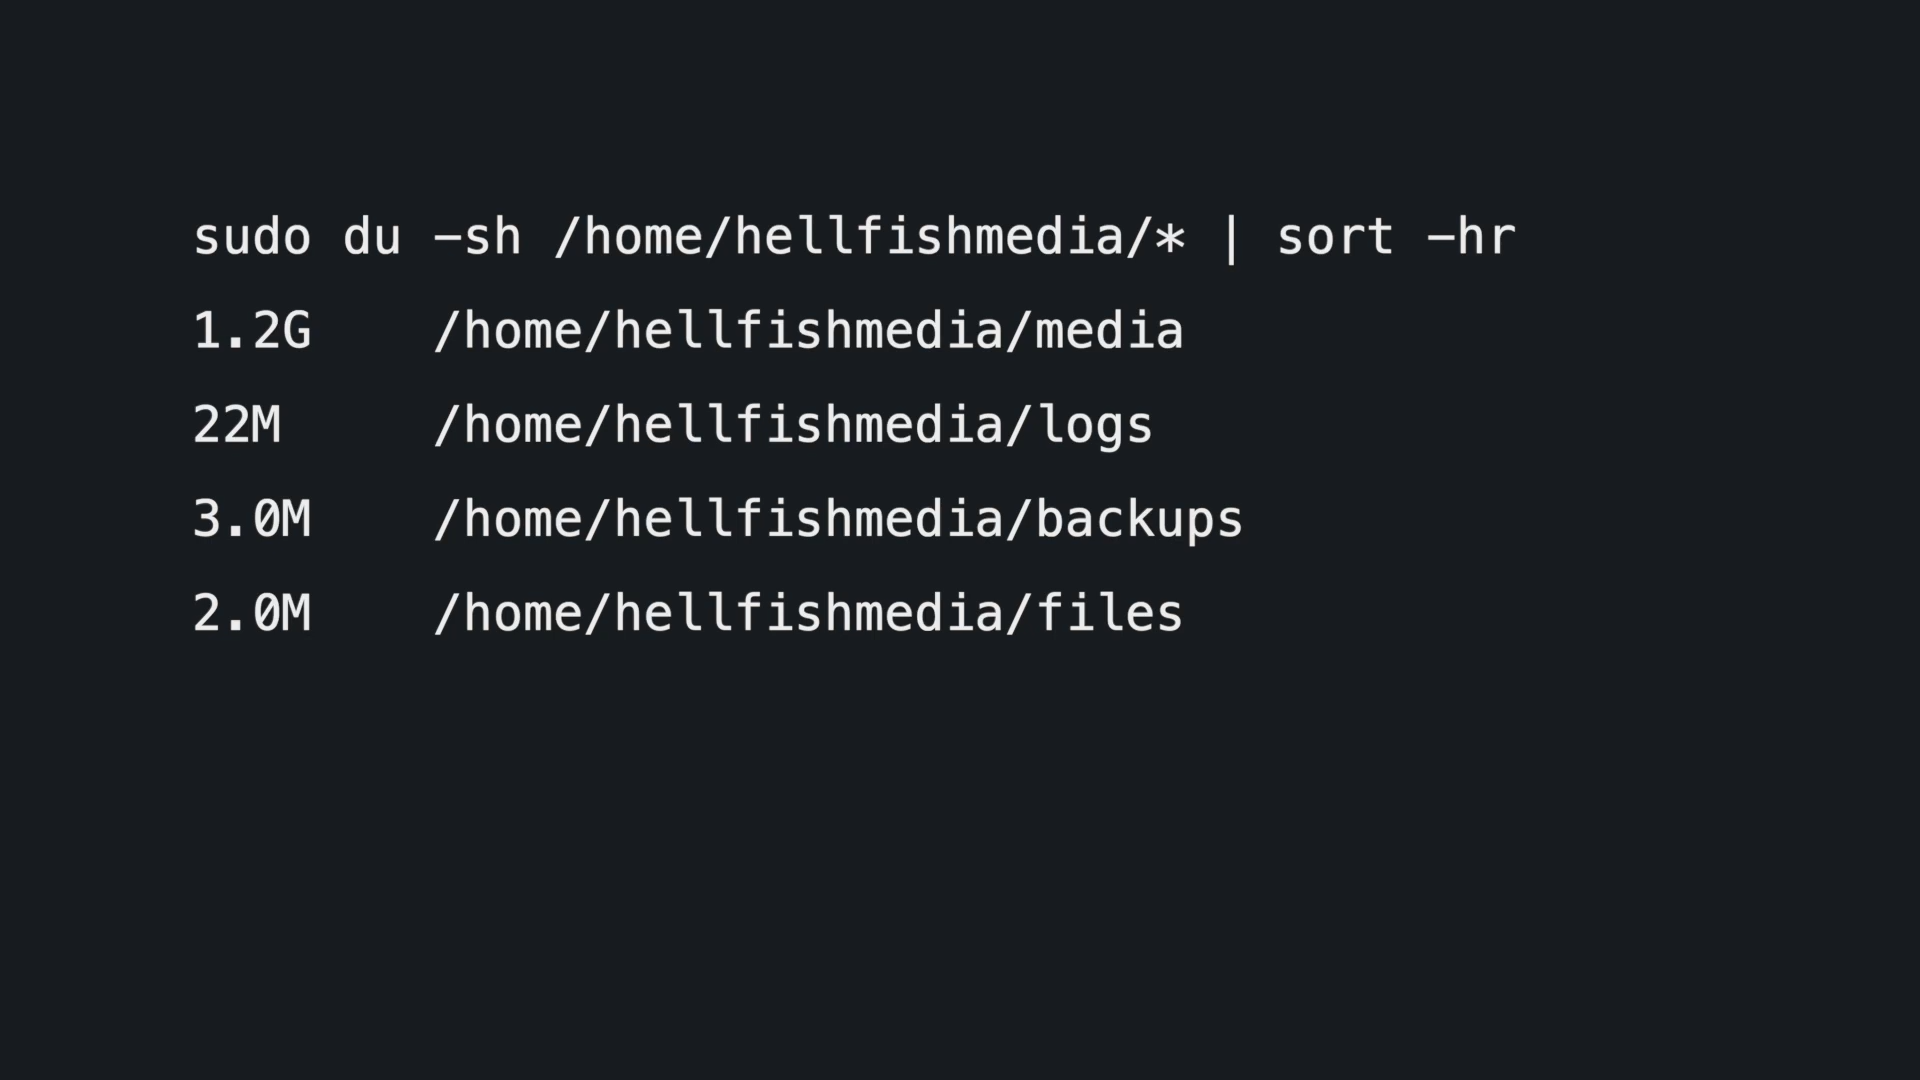 sudo du -sh /home/hellfishmedia/* | sort -hr
1.2G    /home/hellfishmedia/media
22M     /home/hellfishmedia/logs
3.0M    /home/hellfishmedia/backups
2.0M    /home/hellfishmedia/files